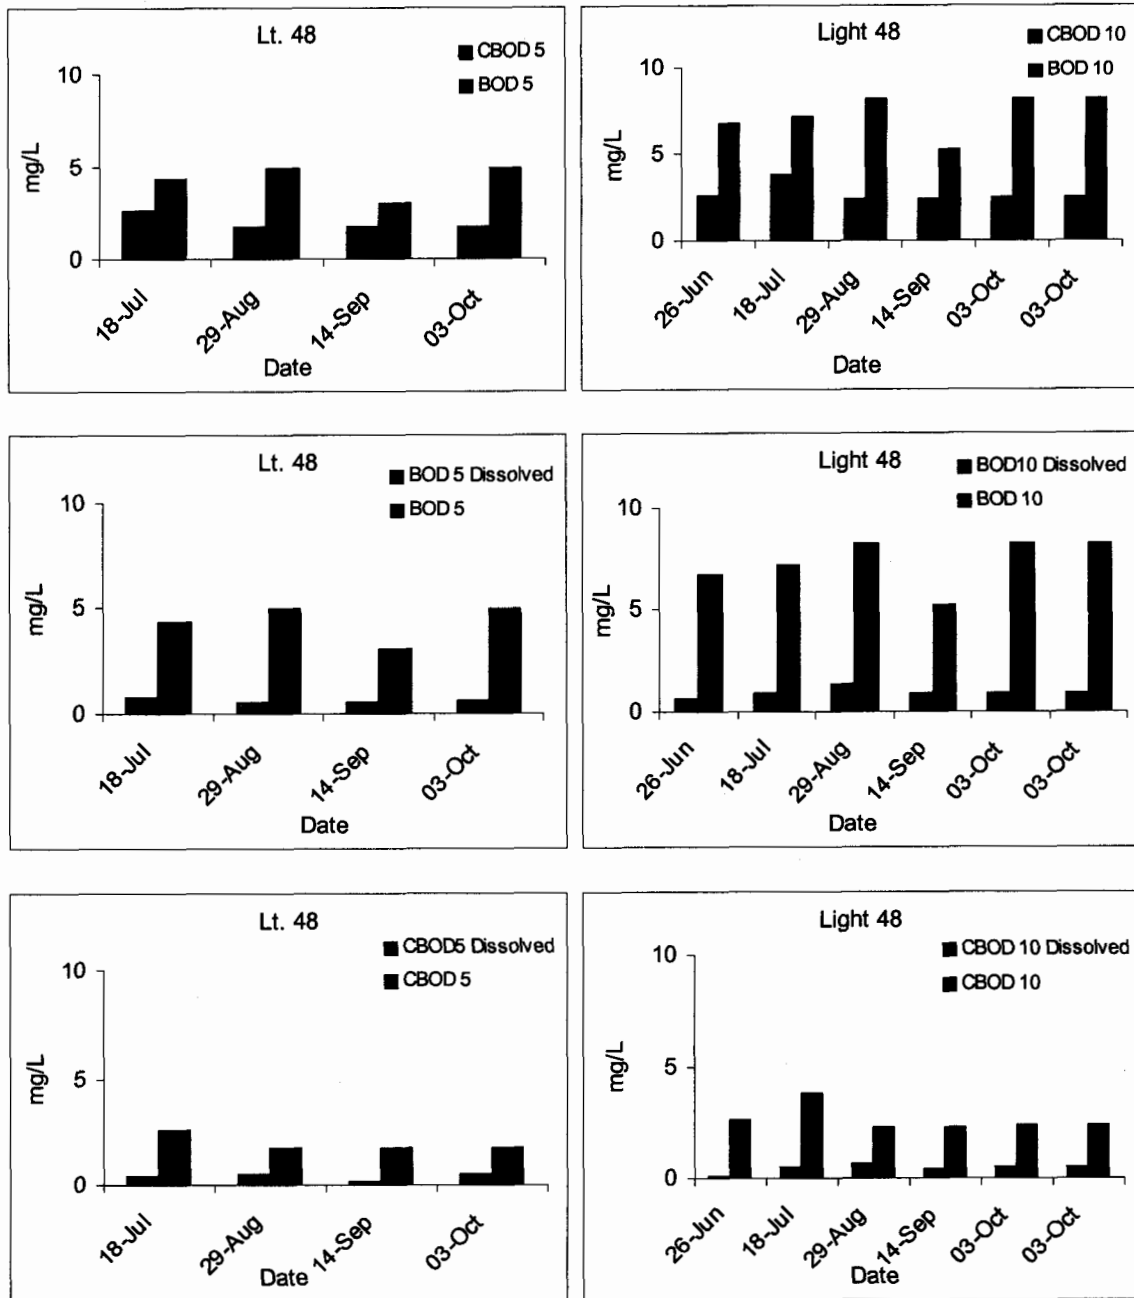 Lt. 48
CBOD 5
BOD 5
10
5
0
mg/L
18-Jul
29-Aug
14-Sep
03-Oct
Date
Light 48
CBOD 10
BOD 10
10
5
0
mg/L
26-Jun
18-Jul
29-Aug
14-Sep
03-Oct
03-Oct
Date
Lt. 48
BOD 5 Dissolved
BOD 5
10
5
0
mg/L
18-Jul
29-Aug
14-Sep
03-Oct
Date
Light 48
BOD10 Dissolved
BOD 10
10
5
0
mg/L
26-Jun
18-Jul
29-Aug
14-Sep
03-Oct
03-Oct
Date
Lt. 48
CBOD5 Dissolved
CBOD 5
10
5
0
mg/L
18-Jul
29-Aug
14-Sep
03-Oct
Date
Light 48
CBOD 10 Dissolved
CBOD 10
10
5
0
mg/L
26-Jun
18-Jul
29-Aug
14-Sep
03-Oct
03-Oct
Date